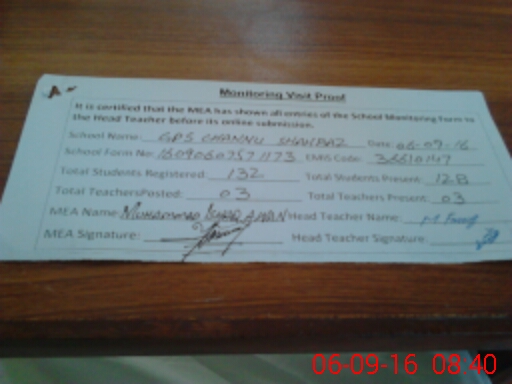 A
Monitoring Visit Proof
It is certified that the MEA has shown all entries of the School Monitoring Form to
the Head Teacher before its online submission.
School Name: GPS CHANNU Date: 06-09-16
School Form No: EMIS Code:
Total Students Registered: 132 Total Students Present: 128
Total TeachersPosted: 03 Total Teachers Present: 03
MEA Name: Muhammad Head Teacher Name:
MEA Signature: Head Teacher Signature:
06-09-16 08:40